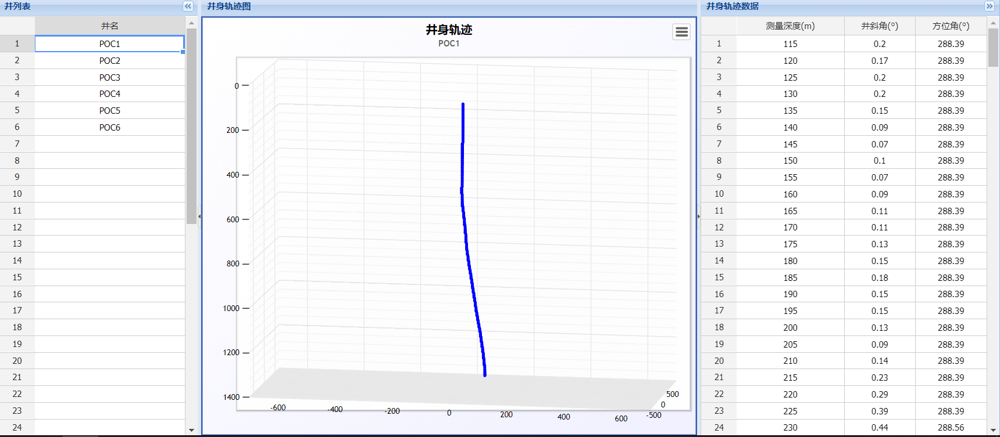 井列表
井名
1 POC1
2 POC2
3 POC3
4 POC4
5 POC5
6 POC6
7
8
9
10
11
12
13
14
15
16
17
18
19
20
21
22
23
24
井身轨迹图
井身轨迹
POC1
0
200
400
600
800
1000
1200
1400
-600 -400 -200 0 200 400 600
-500 0 500
井身轨迹数据
测量深度(m) 井斜角(°) 方位角(°)
1 115 0.2 288.39
2 120 0.17 288.39
3 125 0.2 288.39
4 130 0.2 288.39
5 135 0.15 288.39
6 140 0.09 288.39
7 145 0.07 288.39
8 150 0.1 288.39
9 155 0.07 288.39
10 160 0.09 288.39
11 165 0.11 288.39
12 170 0.11 288.39
13 175 0.13 288.39
14 180 0.15 288.39
15 185 0.18 288.39
16 190 0.15 288.39
17 195 0.15 288.39
18 200 0.13 288.39
19 205 0.09 288.39
20 210 0.14 288.39
21 215 0.23 288.39
22 220 0.29 288.39
23 225 0.39 288.39
24 230 0.44 288.56